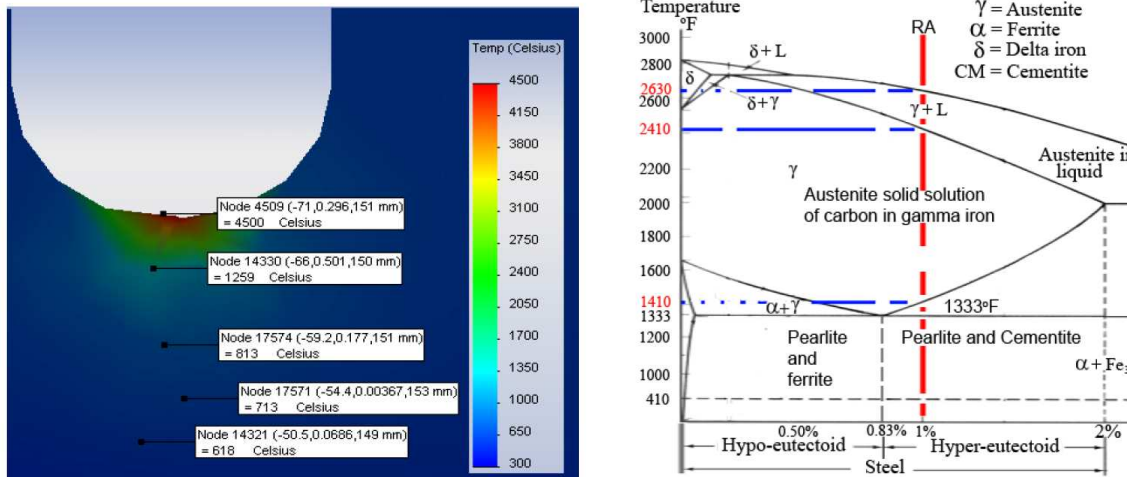 Temp (Celsius)
4500
4150
3800
3450
3100
2750
2400
2050
1700
1350
1000
650
300
Node 4509 (-71,0.296,151 mm)
= 4500 Celsius
Node 14330 (-66,0.501,150 mm)
= 1259 Celsius
Node 17574 (-59.2,0.177,151 mm)
= 813 Celsius
Node 17571 (-54.4,0.00367,153 mm)
= 713 Celsius
Node 14321 (-50.5,0.0686,149 mm)
= 618 Celsius
Temperature
ºF
3000
2800
2630
2600
2410
2200
2000
1800
1600
1410
1333
1200
1000
410
RA
γ = Austenite
α = Ferrite
δ = Delta iron
CM = Cementite
δ + L
δ
δ+γ
γ+L
γ
Austenite in
liquid
Austenite solid solution
of carbon in gamma iron
α+γ
1333ºF
Pearlite
and
ferrite
Pearlite and Cementite
α + Fe3
0.50% 0.83% 1% 2%
Hypo-eutectoid Hyper-eutectoid
Steel